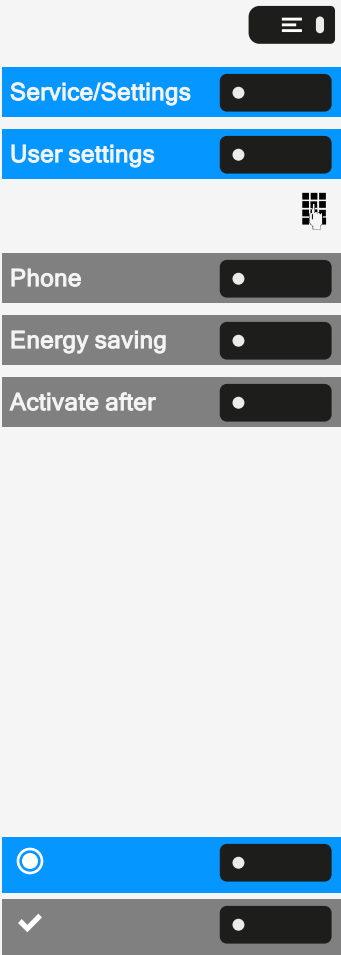 Service/Settings
User settings
Phone
Energy saving
Activate after